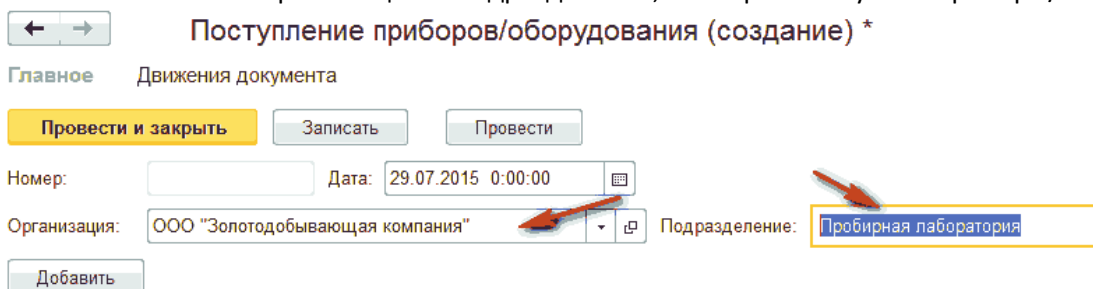 Поступление приборов/оборудования (создание) *
Главное Движения документа
Провести и закрыть Записать Провести
Номер: Дата: 29.07.2015 0:00:00
Организация: ООО "Золотодобывающая компания" Подразделение: Пробирная лаборатория
Добавить